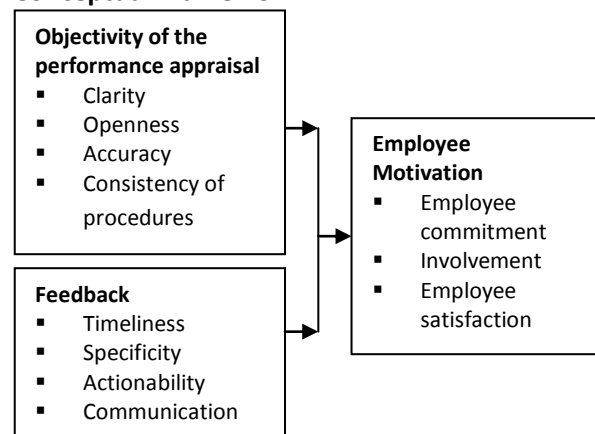 Objectivity of the
performance appraisal
▪ Clarity
▪ Openness
▪ Accuracy
▪ Consistency of
procedures
Feedback
▪ Timeliness
▪ Specificity
▪ Actionability
▪ Communication
Employee
Motivation
▪ Employee
commitment
▪ Involvement
▪ Employee
satisfaction